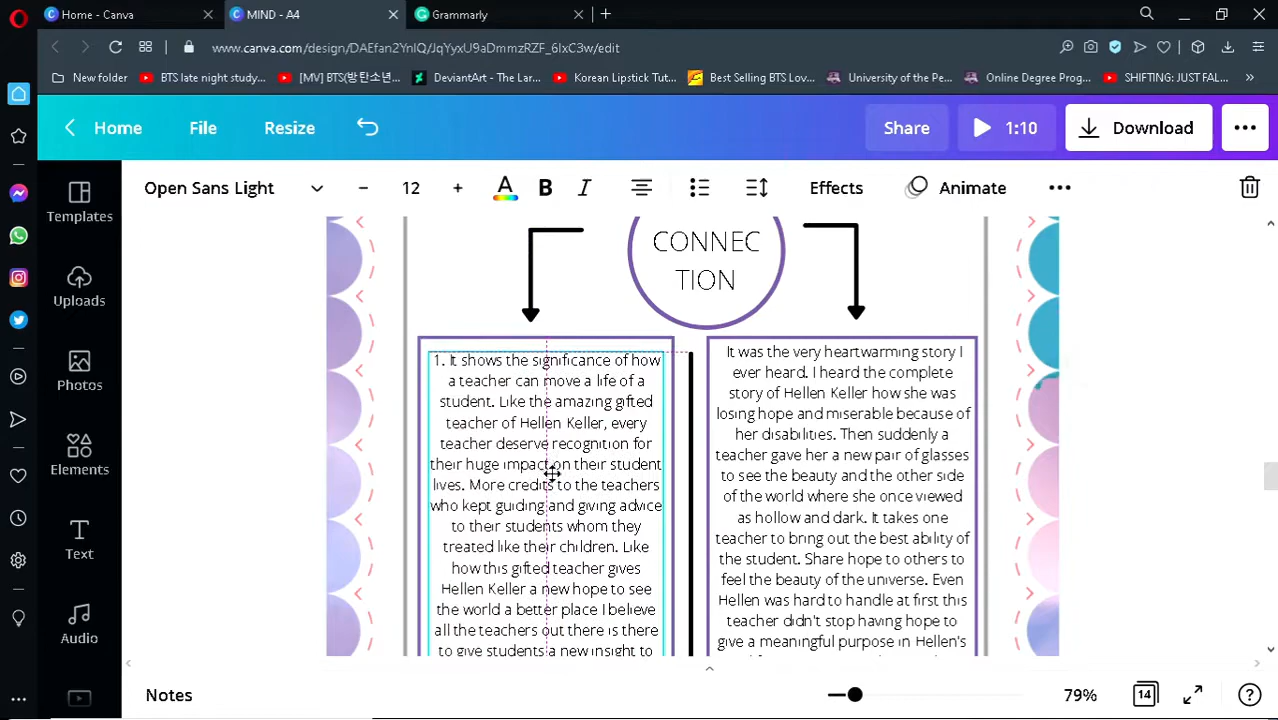 Home - Canva
MIND - A4
Grammarly
www.canva.com/design/DAEfan2YnIQ/JqYyxU9aDmmzRZF_6IxC3w/edit
New folder
BTS late night study...
[MV] BTS(방탄소년...
DeviantArt - The Lar...
Korean Lipstick Tut...
Best Selling BTS Lov...
University of the Pe...
Online Degree Prog...
SHIFTING: JUST FAL...
Home
File
Resize
Share
1:10
Download
Open Sans Light
12
Effects
Animate
Templates
Uploads
Photos
Elements
Text
Audio
CONNEC
TION
1. It shows the significance of how
a teacher can move a life of a
student. Like the amazing gifted
teacher of Hellen Keller, every
teacher deserve recognition for
their huge impact on their student
lives. More credits to the teachers
who kept guiding and giving advice
to their students whom they
treated like their children. Like
how this gifted teacher gives
Hellen Keller a new hope to see
the world a better place I believe
all the teachers out there is there
to give students a new insight to
It was the very heartwarming story I
ever heard. I heard the complete
story of Hellen Keller how she was
losing hope and miserable because of
her disabilities. Then suddenly a
teacher gave her a new pair of glasses
to see the beauty and the other side
of the world where she once viewed
as hollow and dark. It takes one
teacher to bring out the best ability of
the student. Share hope to others to
feel the beauty of the universe. Even
Hellen was hard to handle at first this
teacher didn't stop having hope to
give a meaningful purpose in Hellen's
Notes
79%
14